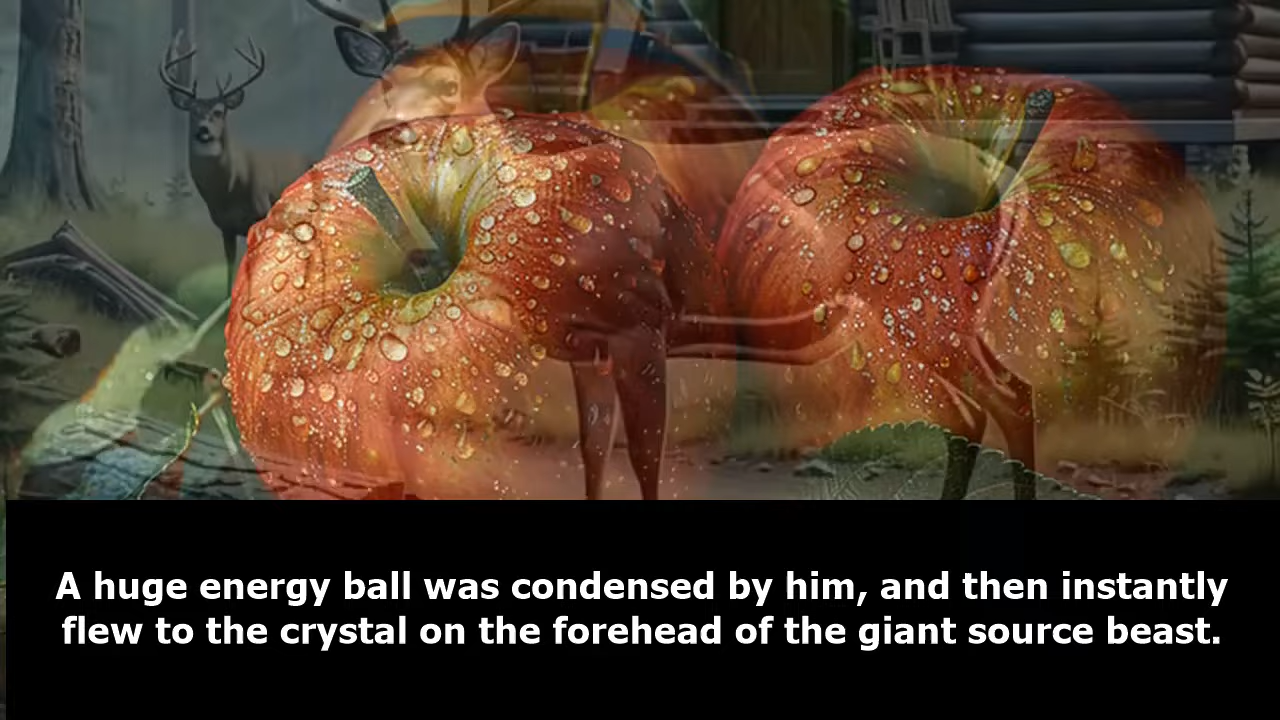 A huge energy ball was condensed by him, and then instantly
flew to the crystal on the forehead of the giant source beast.